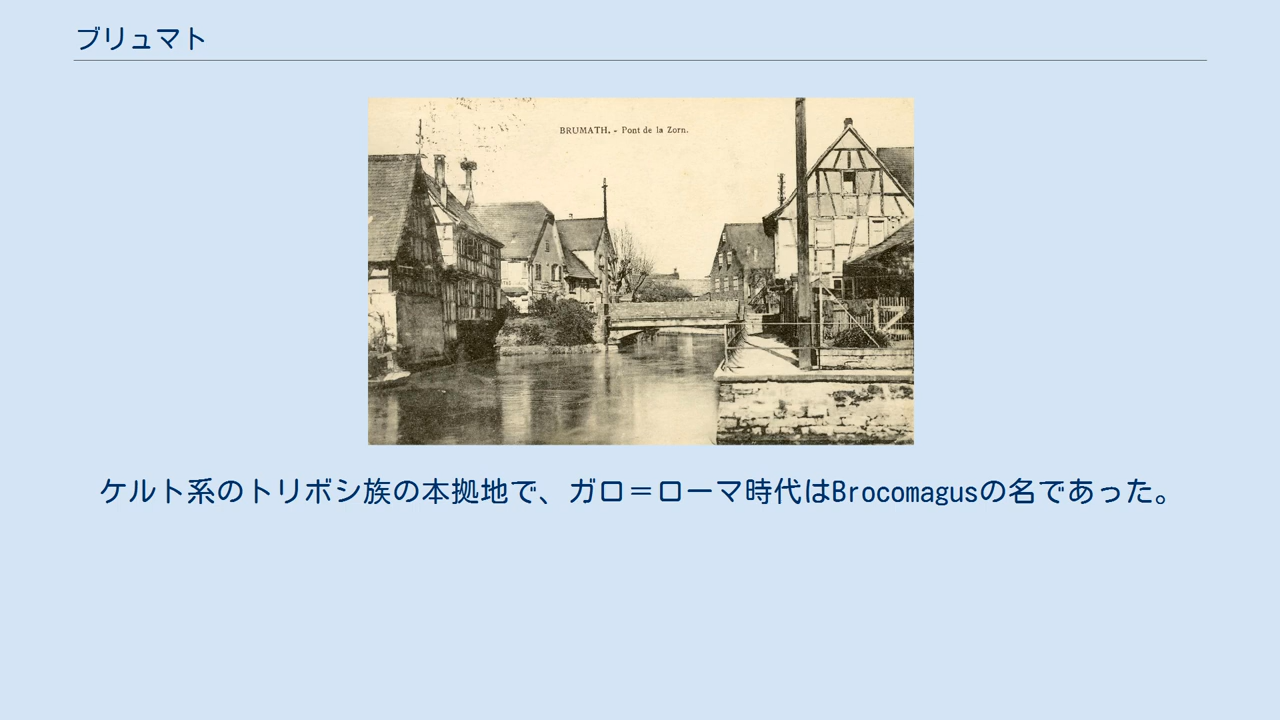 ブリュマト
BRUMATH. - Pont de la Zorn.
ケルト系のトリボシ族の本拠地で、ガロ＝ローマ時代はBrocomagusの名であった。